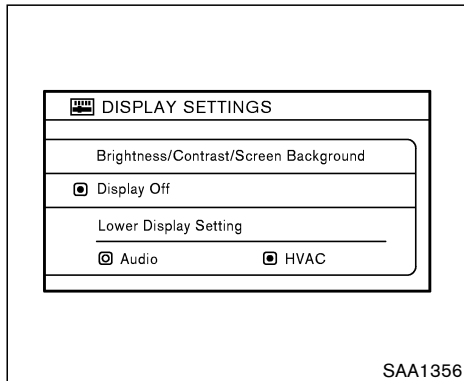 DISPLAY SETTINGS
Brightness/Contrast/Screen Background
Display Off
Lower Display Setting
Audio HVAC
SAA1356